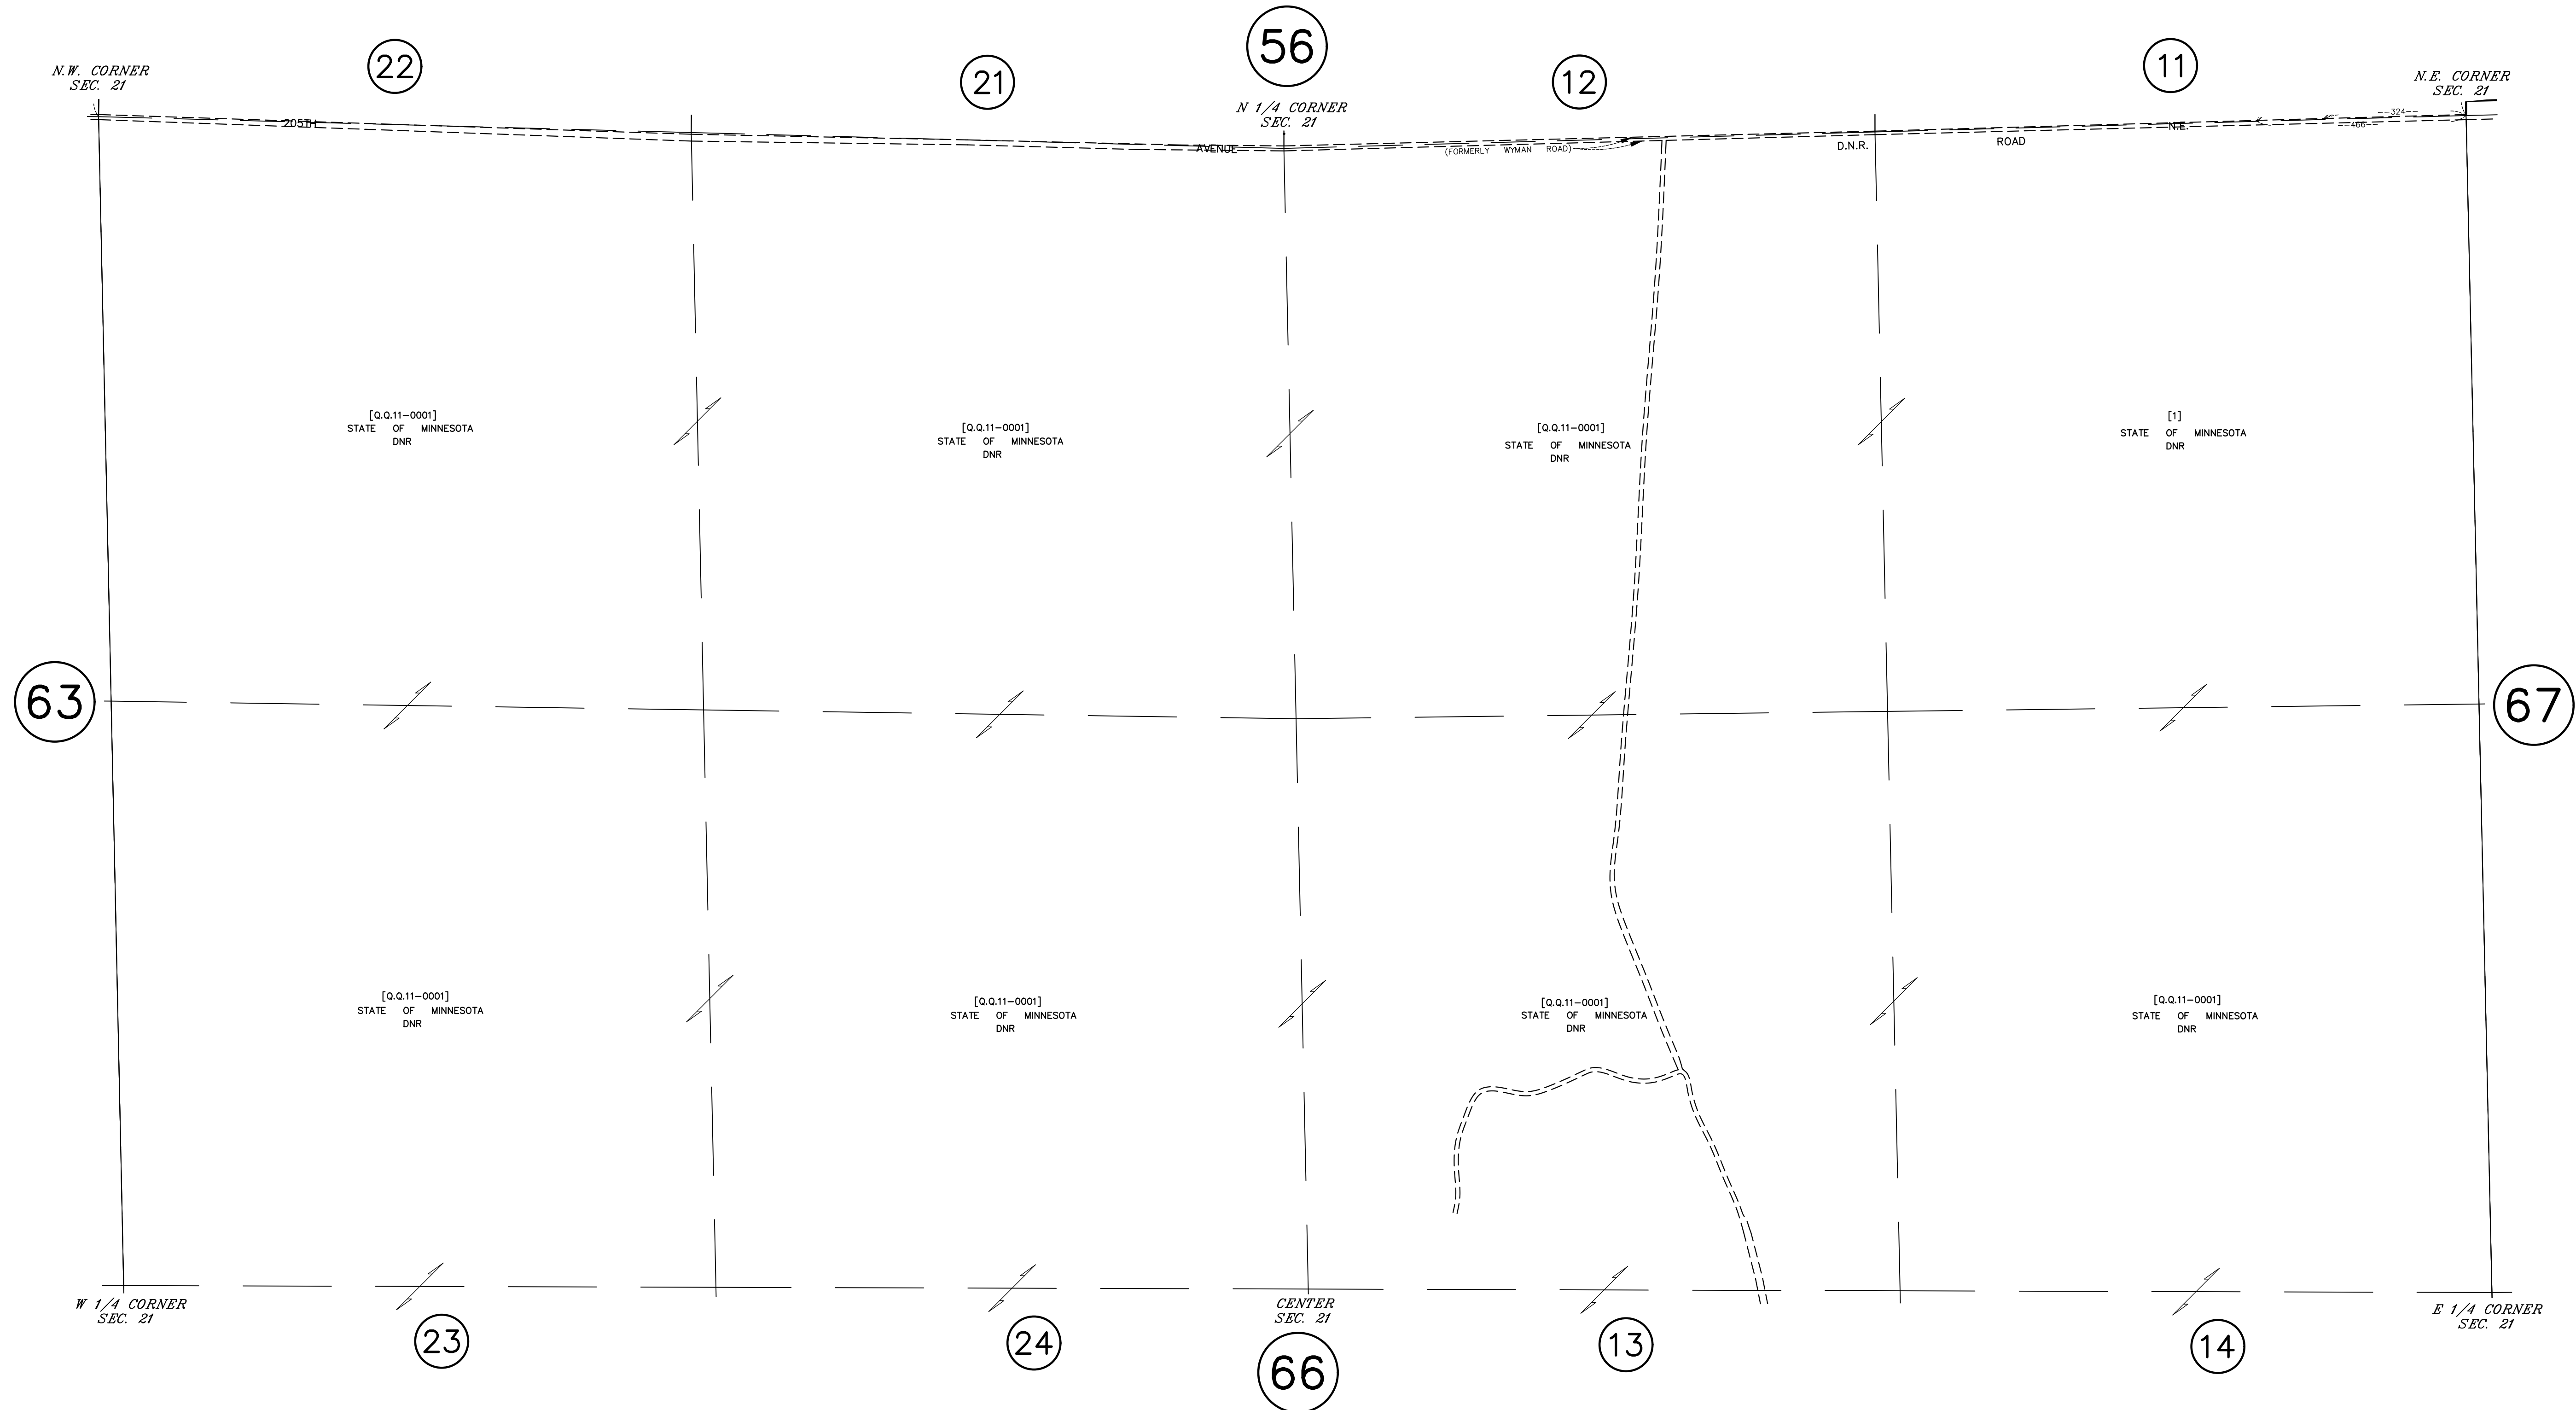 56
22
21
12
11
N.W. CORNER
SEC. 21
N 1/4 CORNER
SEC. 21
N.E. CORNER
SEC. 21
205TH
AVENUE
(FORMERLY WYMAN ROAD)
D.N.R.
ROAD
N.E.
324
466
[Q.Q.11-0001]
STATE OF MINNESOTA
DNR
[Q.Q.11-0001]
STATE OF MINNESOTA
DNR
[Q.Q.11-0001]
STATE OF MINNESOTA
DNR
[1]
STATE OF MINNESOTA
DNR
63
67
[Q.Q.11-0001]
STATE OF MINNESOTA
DNR
[Q.Q.11-0001]
STATE OF MINNESOTA
DNR
[Q.Q.11-0001]
STATE OF MINNESOTA
DNR
[Q.Q.11-0001]
STATE OF MINNESOTA
DNR
W 1/4 CORNER
SEC. 21
CENTER
SEC. 21
E 1/4 CORNER
SEC. 21
23
24
13
14
66